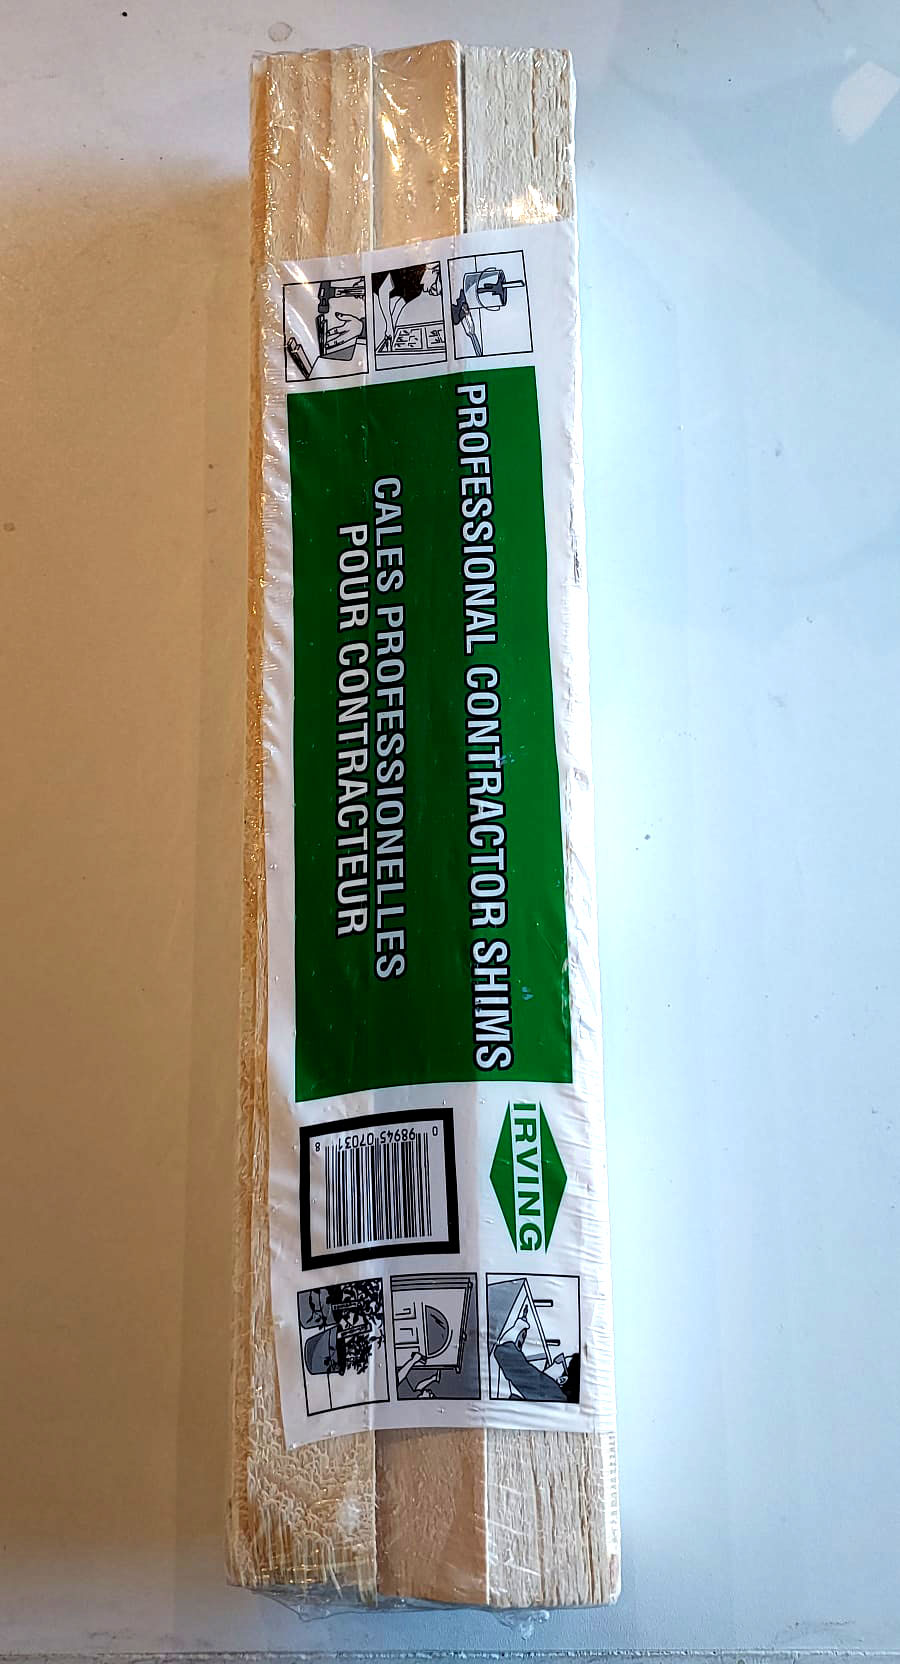 PROFESSIONAL CONTRACTOR SHIMS
CALES PROFESSIONELLES
POUR CONTRACTEUR
IRVING
0 98945 07031 8